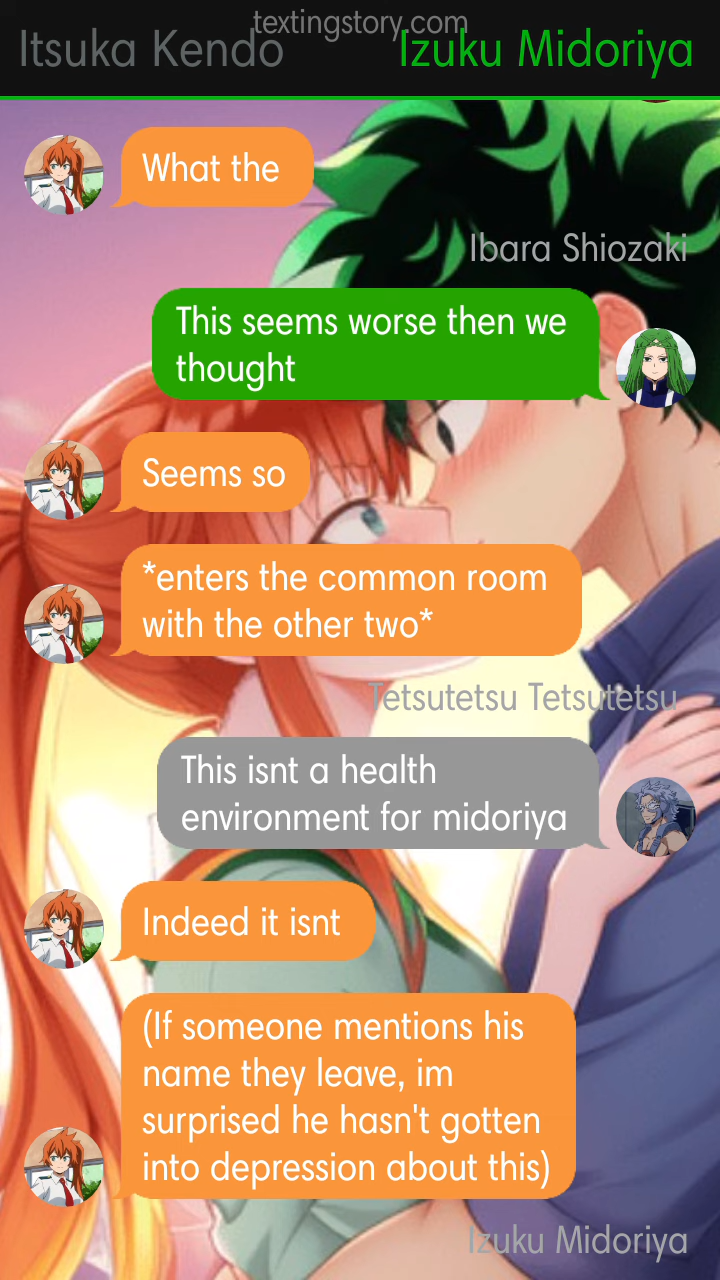 textingstory.com
Itsuka Kendo
Izuku Midoriya
What the
Ibara Shiozaki
This seems worse then we
thought
Seems so
*enters the common room
with the other two*
Tetsutetsu Tetsutetsu
This isnt a health
environment for midoriya
Indeed it isnt
(If someone mentions his
name they leave, im
surprised he hasn't gotten
into depression about this)
Izuku Midoriya